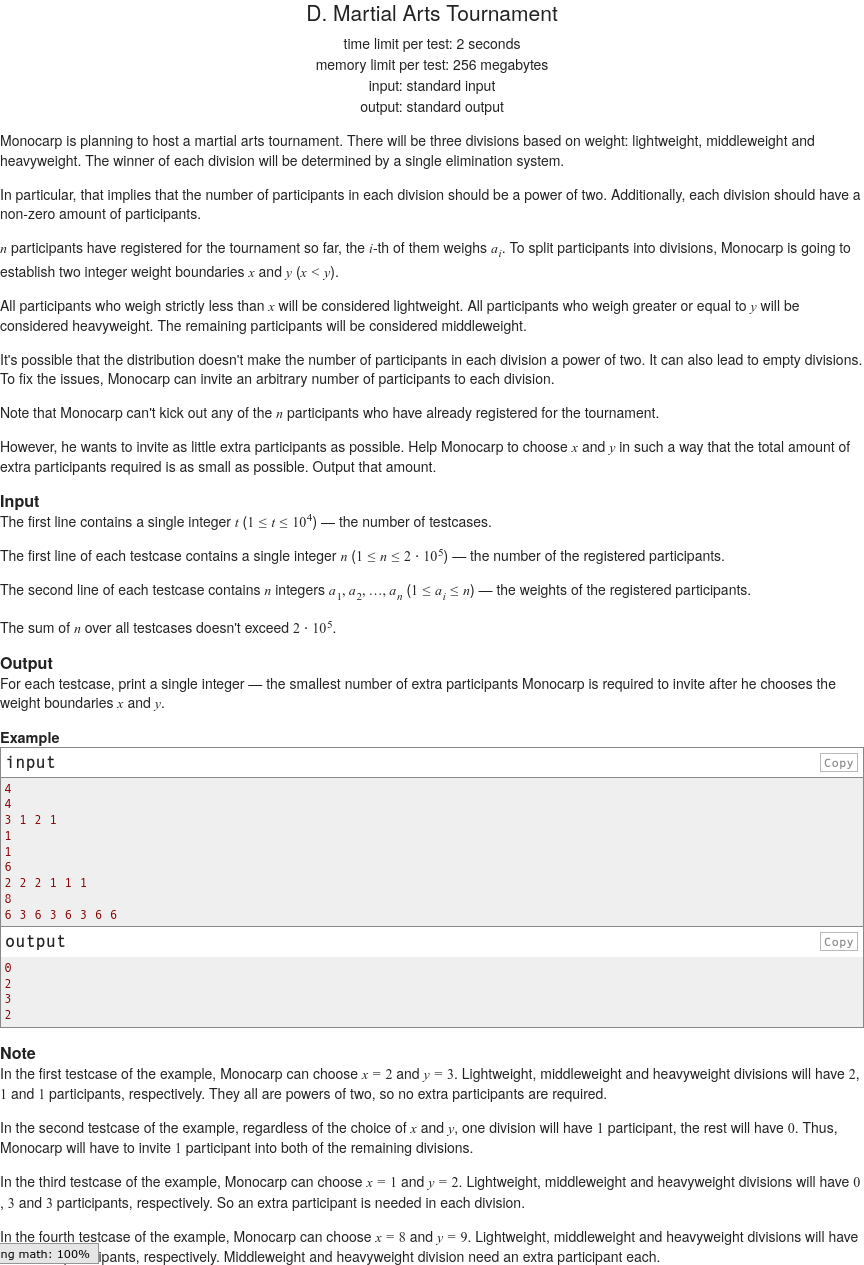 D. Martial Arts Tournament
time limit per test: 2 seconds
memory limit per test: 256 megabytes
input: standard input
output: standard output
Monocarp is planning to host a martial arts tournament. There will be three divisions based on weight: lightweight, middleweight and
heavyweight. The winner of each division will be determined by a single elimination system.
In particular, that implies that the number of participants in each division should be a power of two. Additionally, each division should have a
non-zero amount of participants.
n participants have registered for the tournament so far, the i-th of them weighs a_i. To split participants into divisions, Monocarp is going to
establish two integer weight boundaries x and y (x < y).
All participants who weigh strictly less than x will be considered lightweight. All participants who weigh greater or equal to y will be
considered heavyweight. The remaining participants will be considered middleweight.
It's possible that the distribution doesn't make the number of participants in each division a power of two. It can also lead to empty divisions.
To fix the issues, Monocarp can invite an arbitrary number of participants to each division.
Note that Monocarp can't kick out any of the n participants who have already registered for the tournament.
However, he wants to invite as little extra participants as possible. Help Monocarp to choose x and y in such a way that the total amount of
extra participants required is as small as possible. Output that amount.
Input
The first line contains a single integer t (1 ≤ t ≤ 10^4) — the number of testcases.
The first line of each testcase contains a single integer n (1 ≤ n ≤ 2 · 10^5) — the number of the registered participants.
The second line of each testcase contains n integers a_1, a_2, …, a_n (1 ≤ a_i ≤ n) — the weights of the registered participants.
The sum of n over all testcases doesn't exceed 2 · 10^5.
Output
For each testcase, print a single integer — the smallest number of extra participants Monocarp is required to invite after he chooses the
weight boundaries x and y.
Example
input
Copy
4
4
3 1 2 1
1
1
6
2 2 2 1 1 1
8
6 3 6 3 6 3 6 6
output
Copy
0
2
3
2
Note
In the first testcase of the example, Monocarp can choose x = 2 and y = 3. Lightweight, middleweight and heavyweight divisions will have 2,
1 and 1 participants, respectively. They all are powers of two, so no extra participants are required.
In the second testcase of the example, regardless of the choice of x and y, one division will have 1 participant, the rest will have 0. Thus,
Monocarp will have to invite 1 participant into both of the remaining divisions.
In the third testcase of the example, Monocarp can choose x = 1 and y = 2. Lightweight, middleweight and heavyweight divisions will have 0
, 3 and 3 participants, respectively. So an extra participant is needed in each division.
In the fourth testcase of the example, Monocarp can choose x = 8 and y = 9. Lightweight, middleweight and heavyweight divisions will have
ng math: 100% ipants, respectively. Middleweight and heavyweight division need an extra participant each.